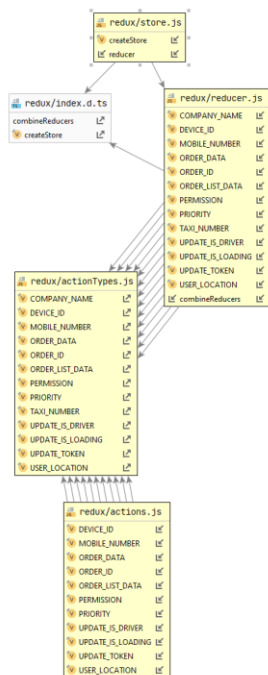 redux/store.js
createStore
reducer
redux/index.d.ts
combineReducers
createStore
redux/reducer.js
COMPANY_NAME
DEVICE_ID
MOBILE_NUMBER
ORDER_DATA
ORDER_ID
ORDER_LIST_DATA
PERMISSION
PRIORITY
TAXI_NUMBER
UPDATE_IS_DRIVER
UPDATE_IS_LOADING
UPDATE_TOKEN
USER_LOCATION
combineReducers
redux/actionTypes.js
COMPANY_NAME
DEVICE_ID
MOBILE_NUMBER
ORDER_DATA
ORDER_ID
ORDER_LIST_DATA
PERMISSION
PRIORITY
TAXI_NUMBER
UPDATE_IS_DRIVER
UPDATE_IS_LOADING
UPDATE_TOKEN
USER_LOCATION
redux/actions.js
DEVICE_ID
MOBILE_NUMBER
ORDER_DATA
ORDER_ID
ORDER_LIST_DATA
PERMISSION
PRIORITY
UPDATE_IS_DRIVER
UPDATE_IS_LOADING
UPDATE_TOKEN
USER_LOCATION